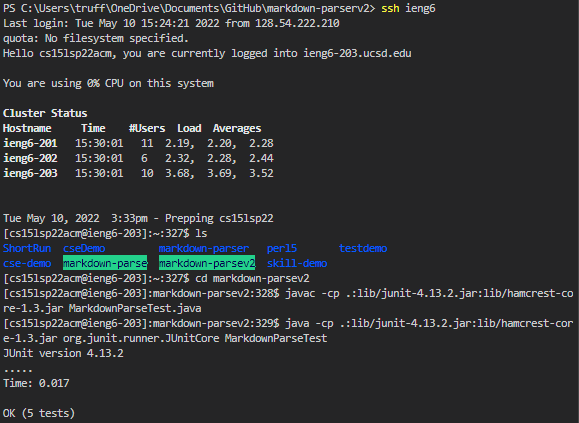 PS C:\Users\truff\OneDrive\Documents\GitHub\markdown-parserv2> ssh ieng6
Last login: Tue May 10 15:24:21 2022 from 128.54.222.210
quota: No filesystem specified.
Hello cs15lsp22acm, you are currently logged into ieng6-203.ucsd.edu
You are using 0% CPU on this system
Cluster Status
Hostname     Time    #Users  Load  Averages
ieng6-201   15:30:01   11  2.19,  2.20,  2.28
ieng6-202   15:30:01   6   2.32,  2.28,  2.44
ieng6-203   15:30:01   10  3.68,  3.69,  3.52
Tue May 10, 2022  3:33pm - Prepping cs15lsp22
[cs15lsp22acm@ieng6-203]:~:327$ ls
ShortRun  cseDemo         markdown-parser   perl5       testdemo
cse-demo  markdown-parse  markdown-parsev2  skill-demo
[cs15lsp22acm@ieng6-203]:~:327$ cd markdown-parsev2
[cs15lsp22acm@ieng6-203]:markdown-parsev2:328$ javac -cp .:lib/junit-4.13.2.jar:lib/hamcrest-co
re-1.3.jar MarkdownParseTest.java
[cs15lsp22acm@ieng6-203]:markdown-parsev2:329$ java -cp .:lib/junit-4.13.2.jar:lib/hamcrest-cor
e-1.3.jar org.junit.runner.JUnitCore MarkdownParseTest
JUnit version 4.13.2
.....
Time: 0.017
OK (5 tests)